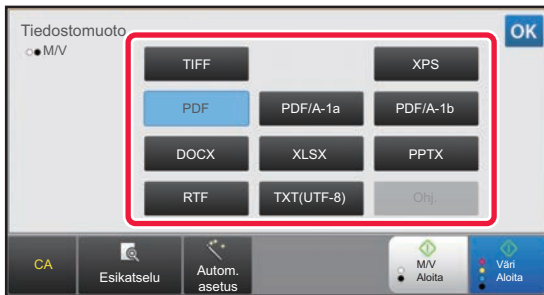 Tiedostomuoto
OK
M/V
TIFF
XPS
PDF
PDF/A-1a
PDF/A-1b
DOCX
XLSX
PPTX
RTF
TXT(UTF-8)
Ohj.
CA
Esikatselu
Autom.
asetus
M/V
Aloita
Väri
Aloita